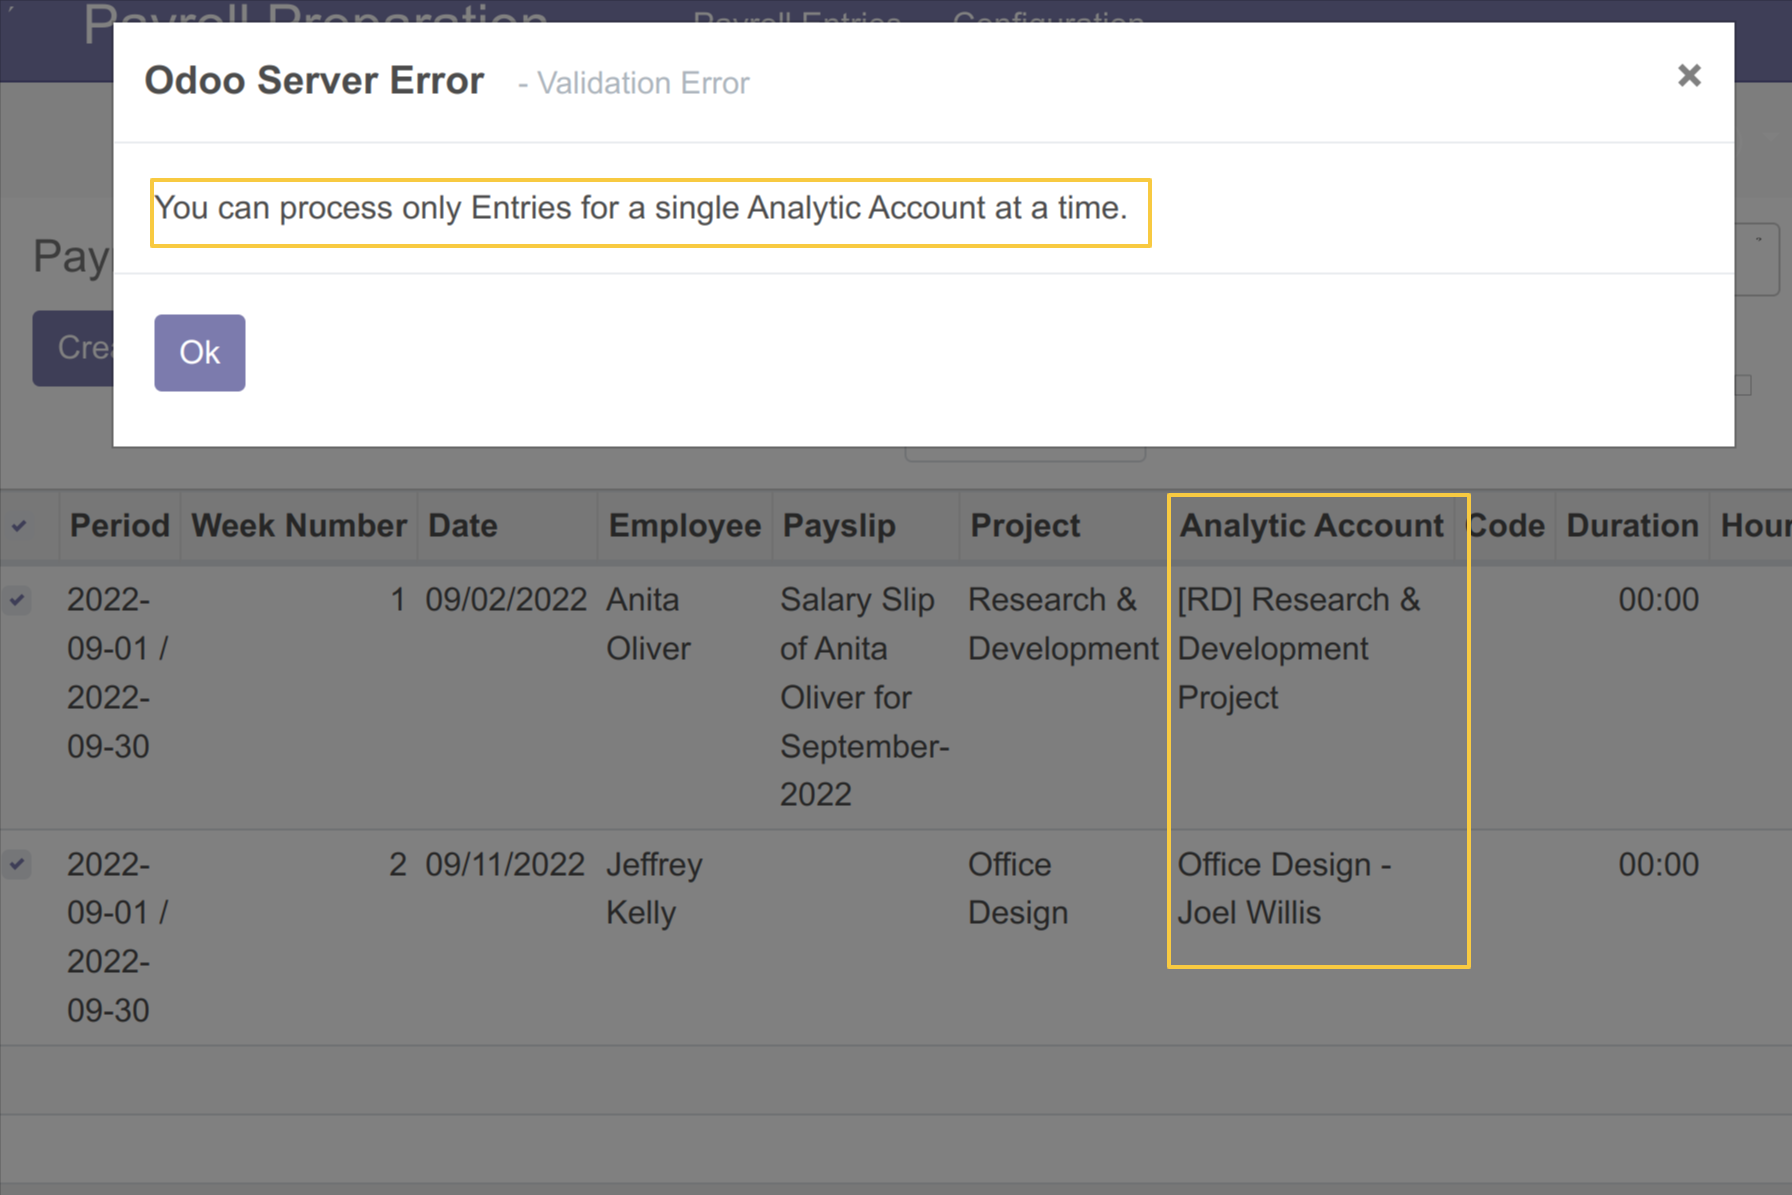 Payroll Preparation Payroll Entries Configuration
Odoo Server Error - Validation Error ×
You can process only Entries for a single Analytic Account at a time.
Pay
Ok
Period Week Number Date Employee Payslip Project Analytic Account Code Duration Hour
2022- 1 09/02/2022 Anita Salary Slip Research & [RD] Research & 00:00
09-01 / Oliver of Anita Development Development
2022- Oliver for Project
09-30 September-
2022
2022- 2 09/11/2022 Jeffrey Office Office Design - 00:00
09-01 / Kelly Design Joel Willis
2022-
09-30